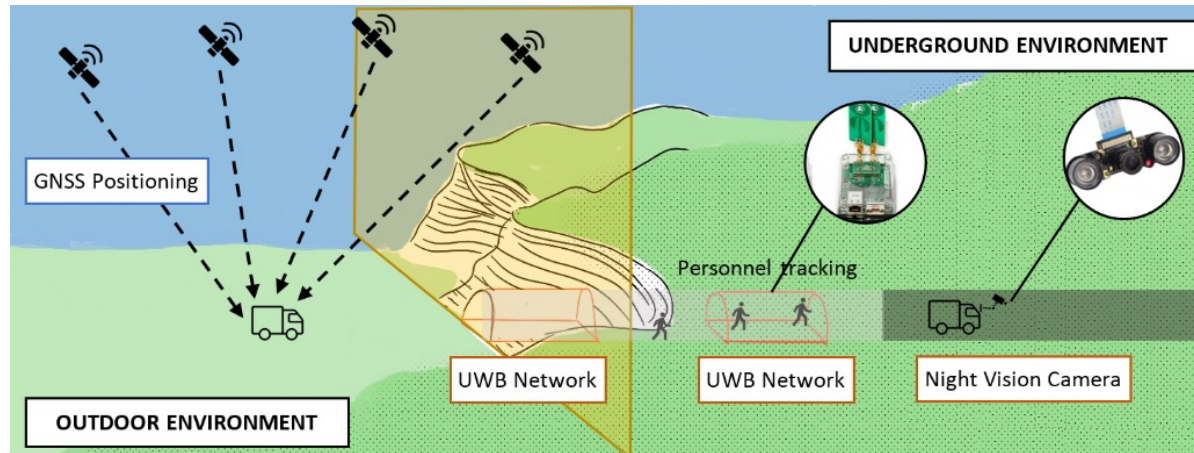 UNDERGROUND ENVIRONMENT
GNSS Positioning
Personnel tracking
UWB Network
UWB Network
Night Vision Camera
OUTDOOR ENVIRONMENT